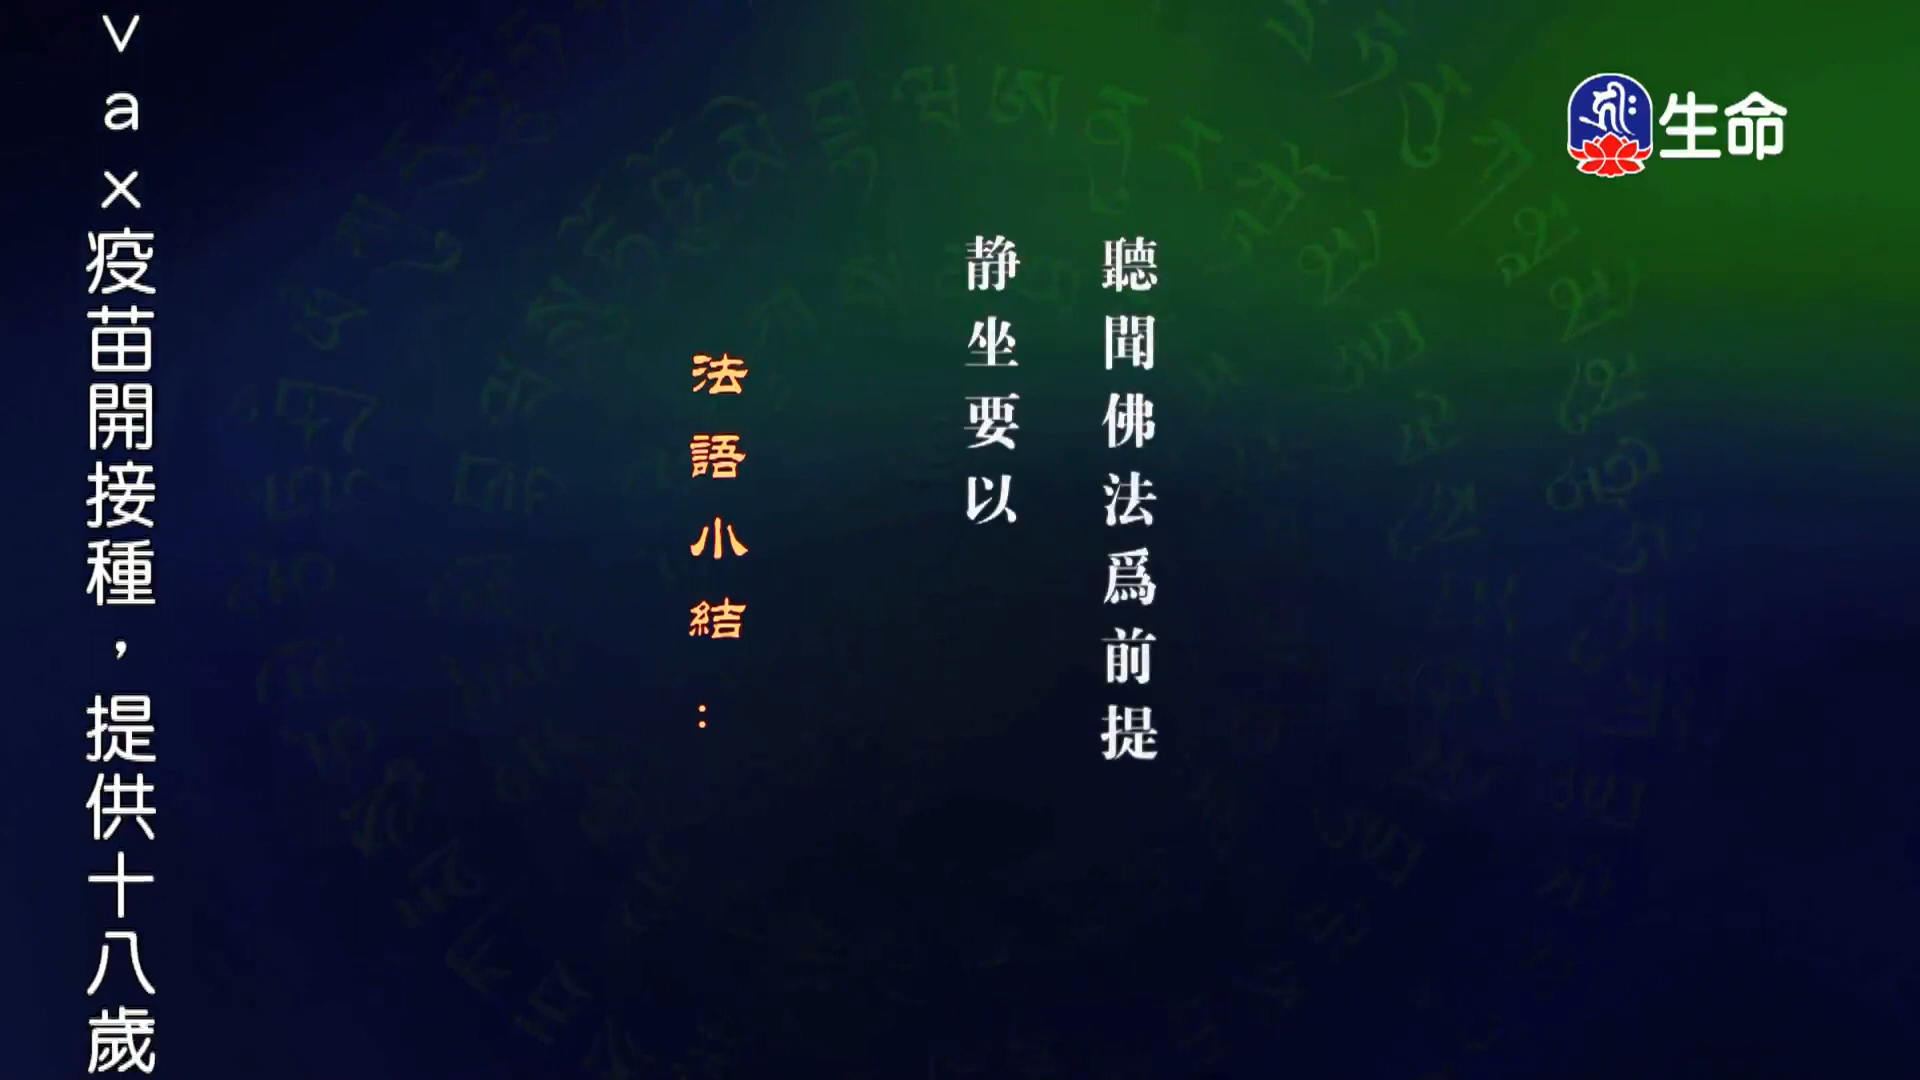 法語小結：
静坐要以
聽聞佛法爲前提
生命
vax疫苗開接種，提供十八歲